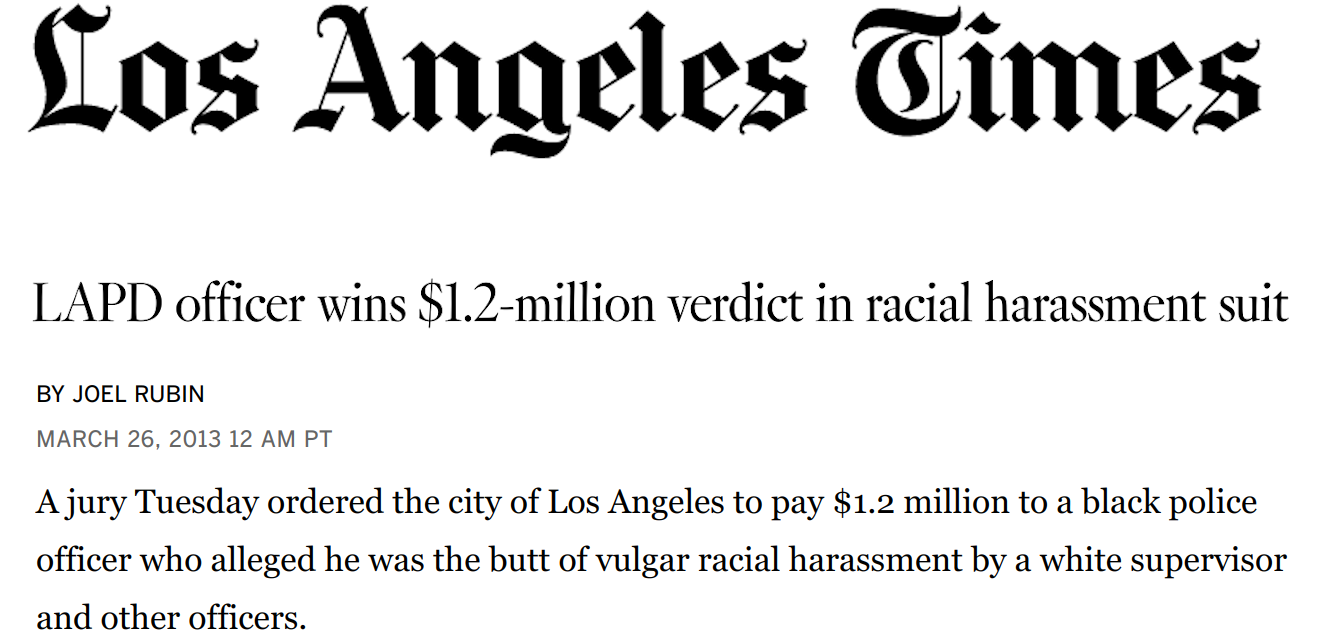 Los Angeles Times
LAPD officer wins $1.2-million verdict in racial harassment suit
BY JOEL RUBIN
MARCH 26, 2013 12 AM PT
A jury Tuesday ordered the city of Los Angeles to pay $1.2 million to a black police
officer who alleged he was the butt of vulgar racial harassment by a white supervisor
and other officers.